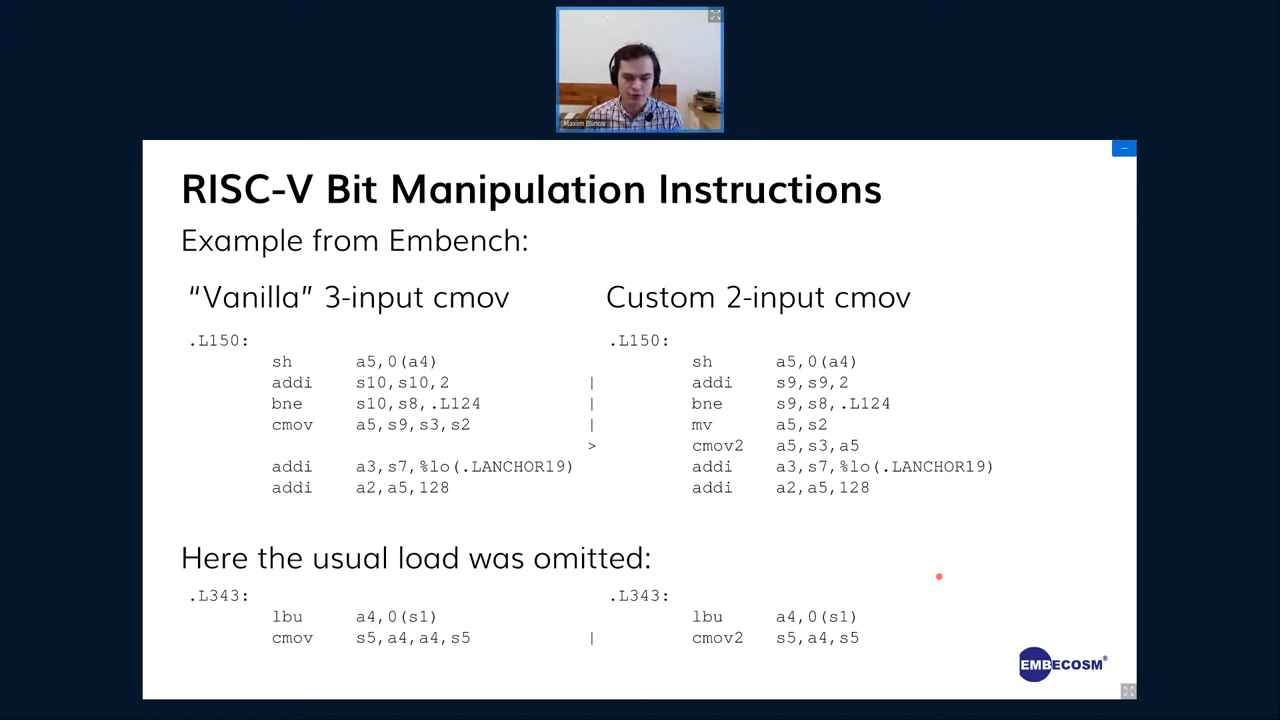 Maxim Blinov
RISC-V Bit Manipulation Instructions
Example from Embench:
“Vanilla” 3-input cmov
.L150:
sh a5,0(a4)
addi s10,s10,2 |
bne s10,s8,.L124 |
cmov a5,s9,s3,s2 |
>
addi a3,s7,%lo(.LANCHOR19)
addi a2,a5,128
Custom 2-input cmov
.L150:
sh a5,0(a4)
addi s9,s9,2
bne s9,s8,.L124
mv a5,s2
cmov2 a5,s3,a5
addi a3,s7,%lo(.LANCHOR19)
addi a2,a5,128
Here the usual load was omitted:
.L343:
lbu a4,0(s1)
cmov s5,a4,a4,s5 |
.L343:
lbu a4,0(s1)
cmov2 s5,a4,s5
EMBECOSM®